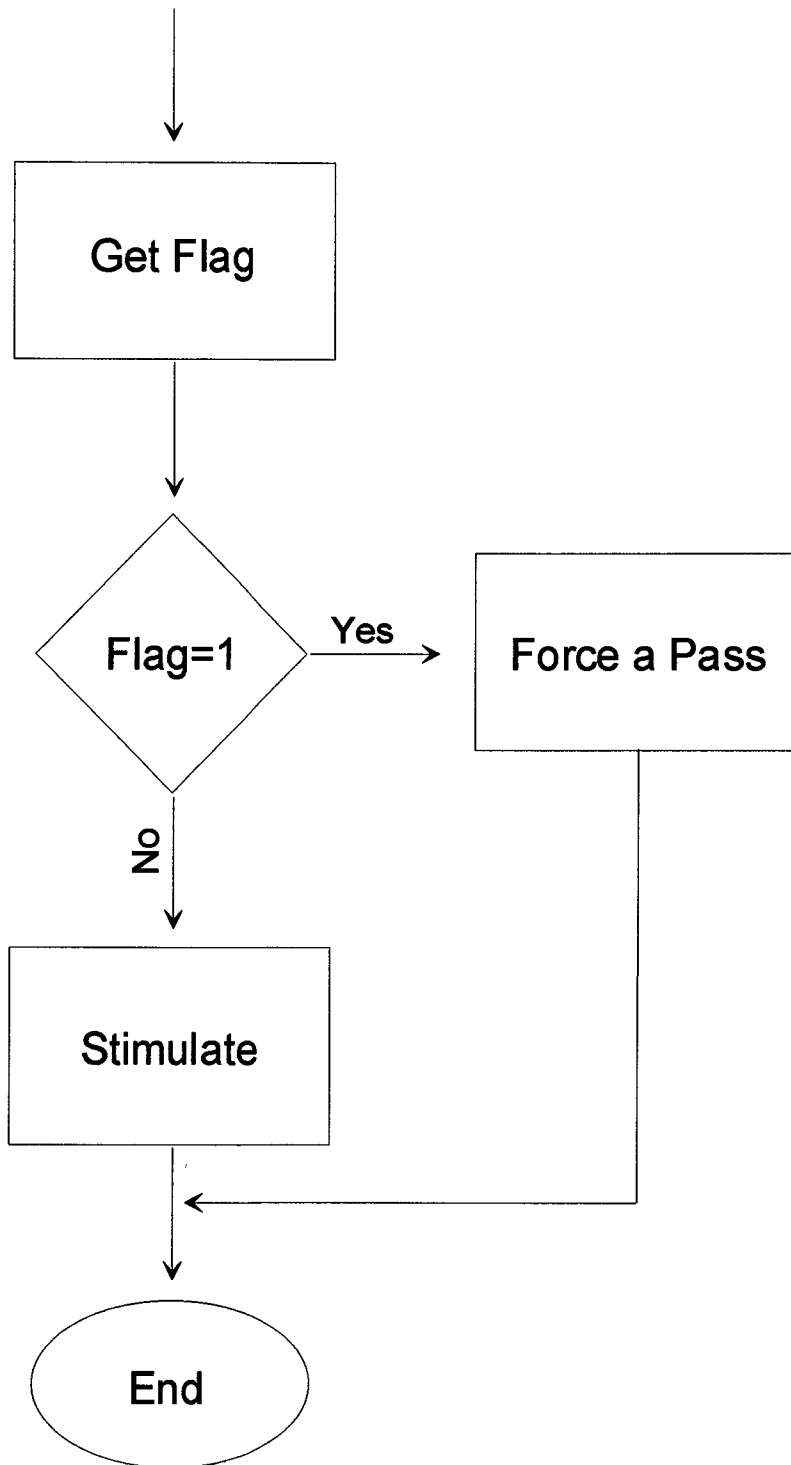 Get Flag
Flag=1
Yes
Force a Pass
No
Stimulate
End